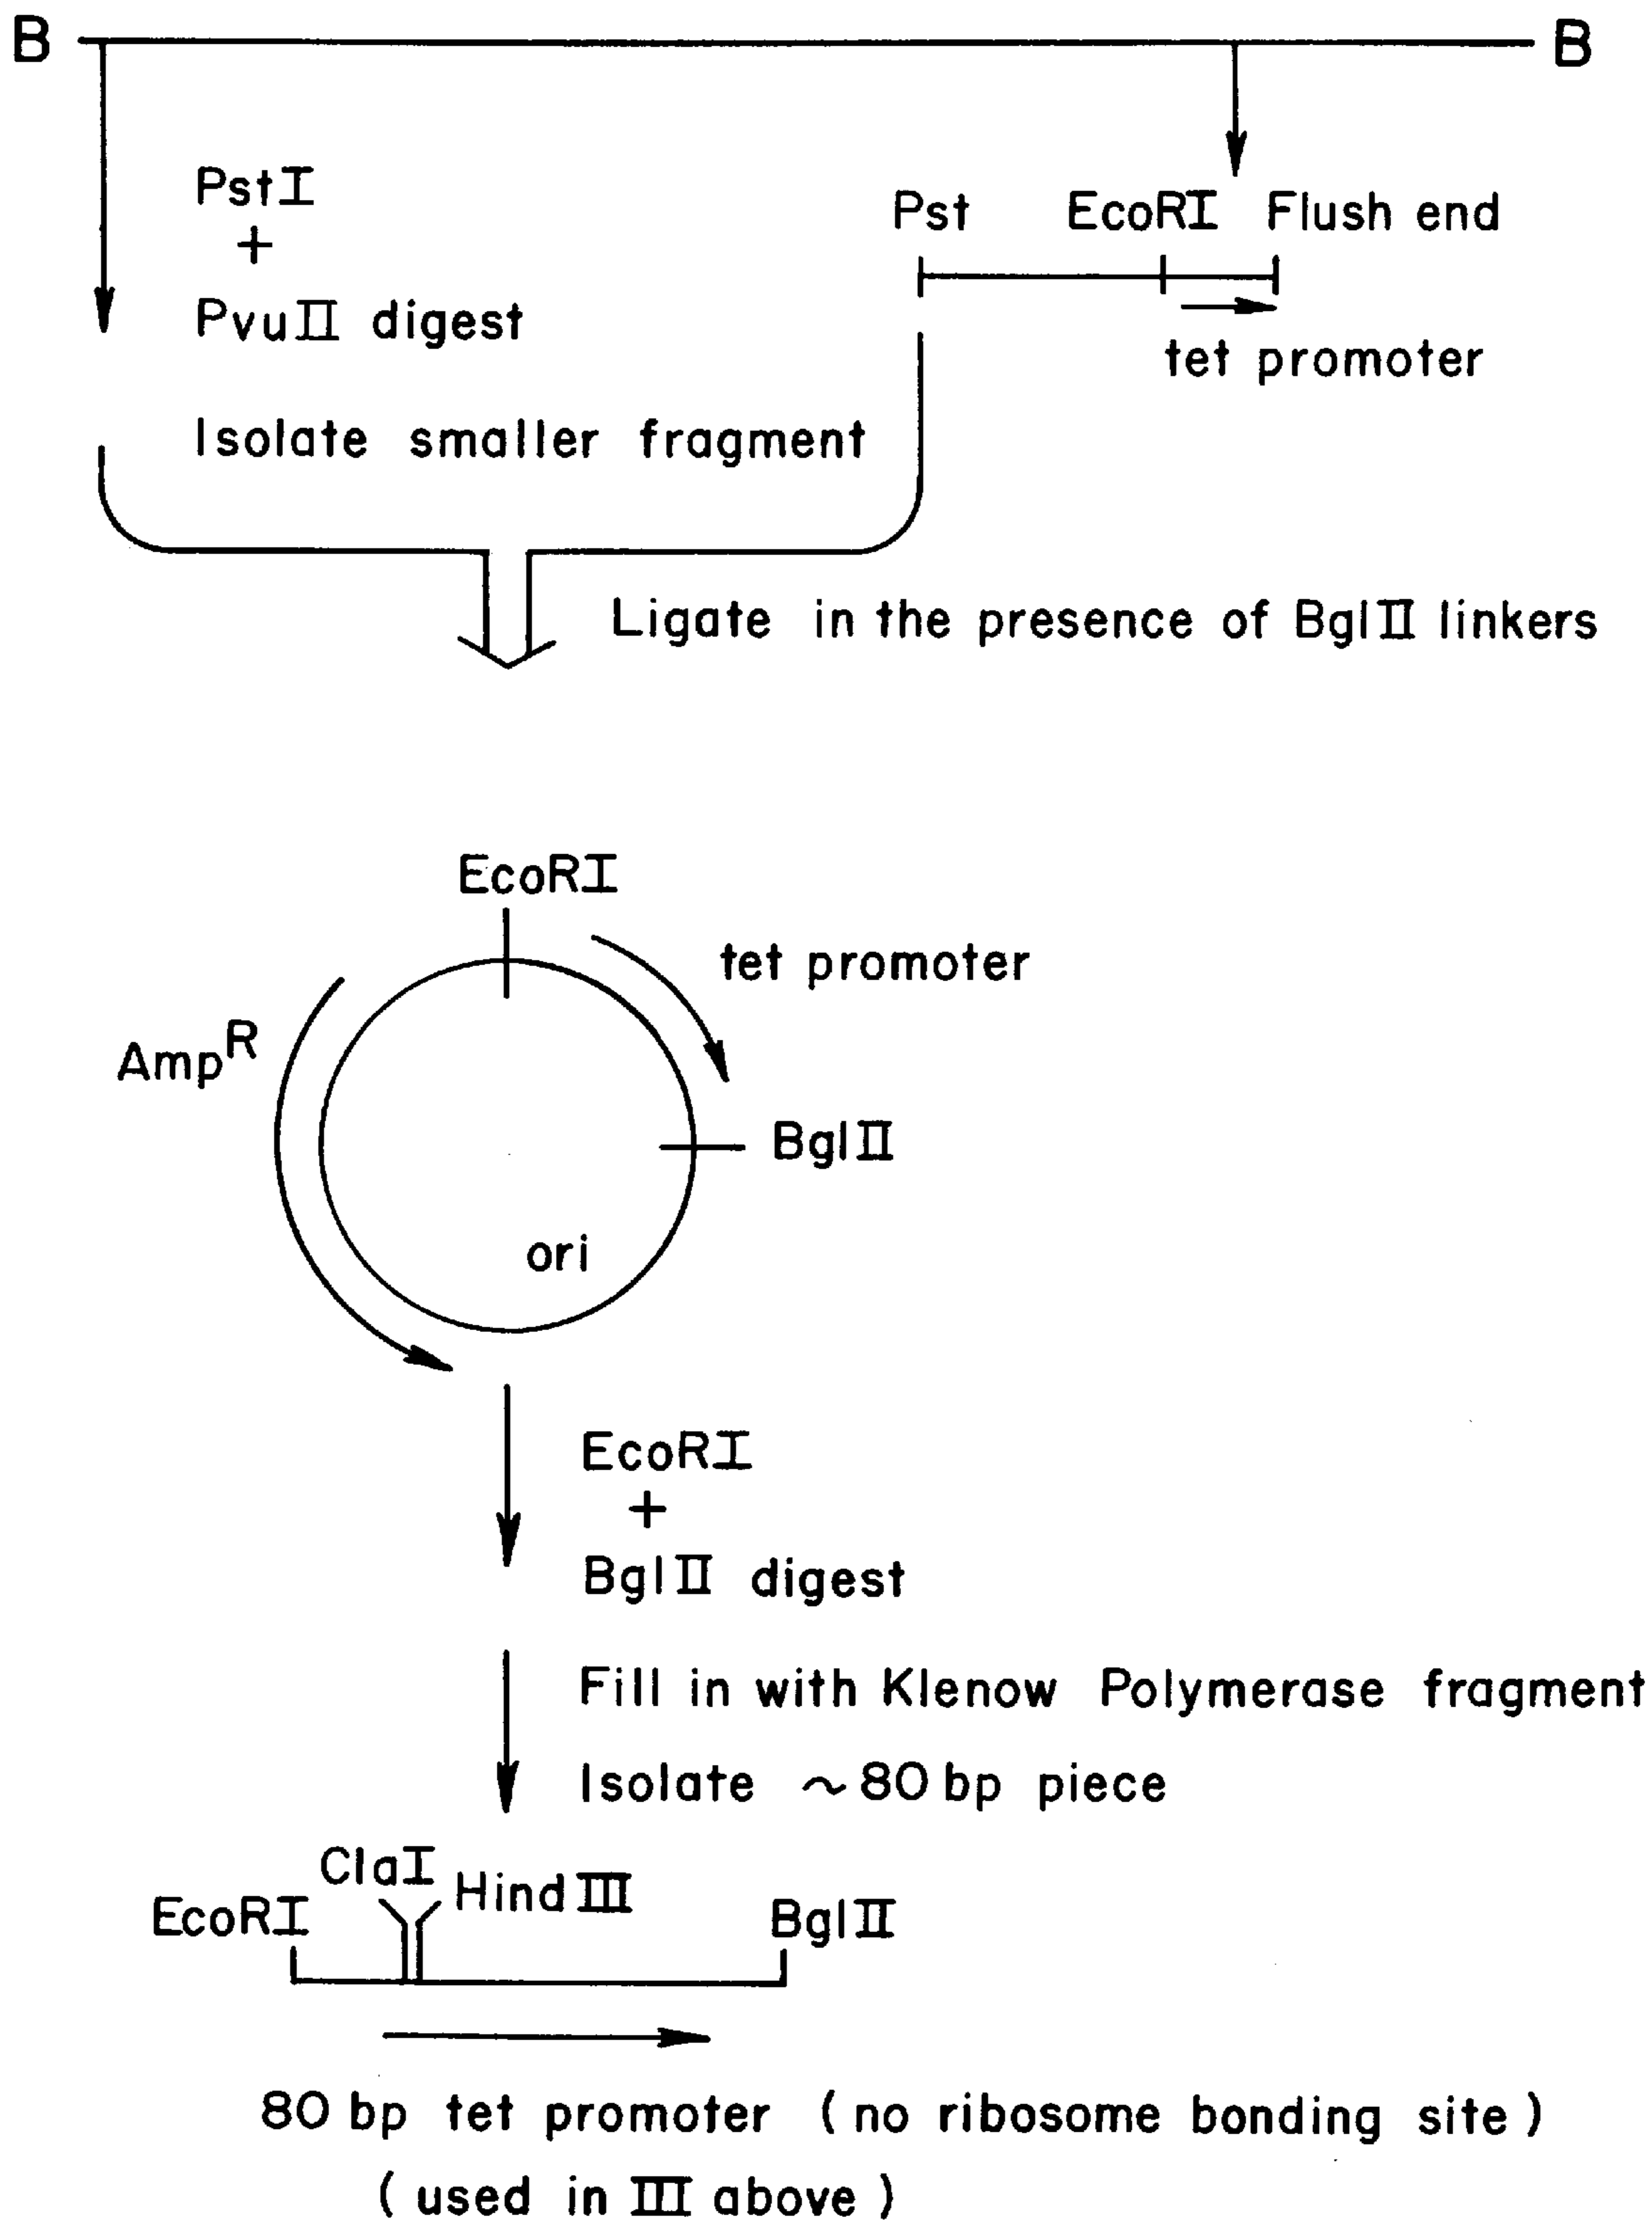 B B
PstI
+
PvuII digest
Isolate smaller fragment
Pst EcoRI Flush end
tet promoter
Ligate in the presence of BglII linkers
EcoRI
tet promoter
AmpR
BglII
ori
EcoRI
+
BglII digest
Fill in with Klenow Polymerase fragment
Isolate ~80 bp piece
ClaI
HindIII
EcoRI
BglII
80 bp tet promoter (no ribosome bonding site)
(used in III above)